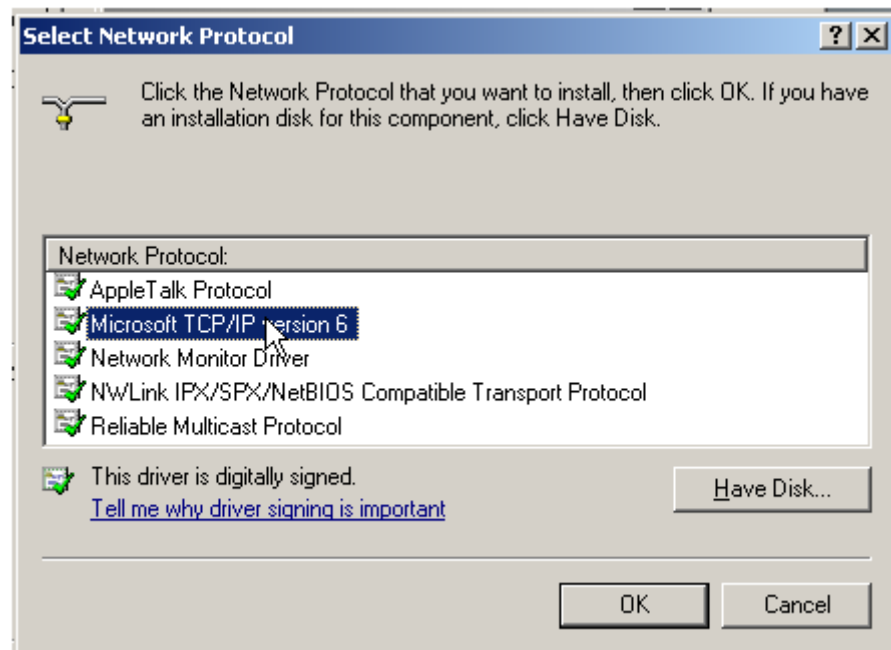 Select Network Protocol
Click the Network Protocol that you want to install, then click OK. If you have
an installation disk for this component, click Have Disk.
Network Protocol:
AppleTalk Protocol
Microsoft TCP/IP version 6
Network Monitor Driver
NWLink IPX/SPX/NetBIOS Compatible Transport Protocol
Reliable Multicast Protocol
This driver is digitally signed.
Have Disk...
Tell me why driver signing is important
OK
Cancel